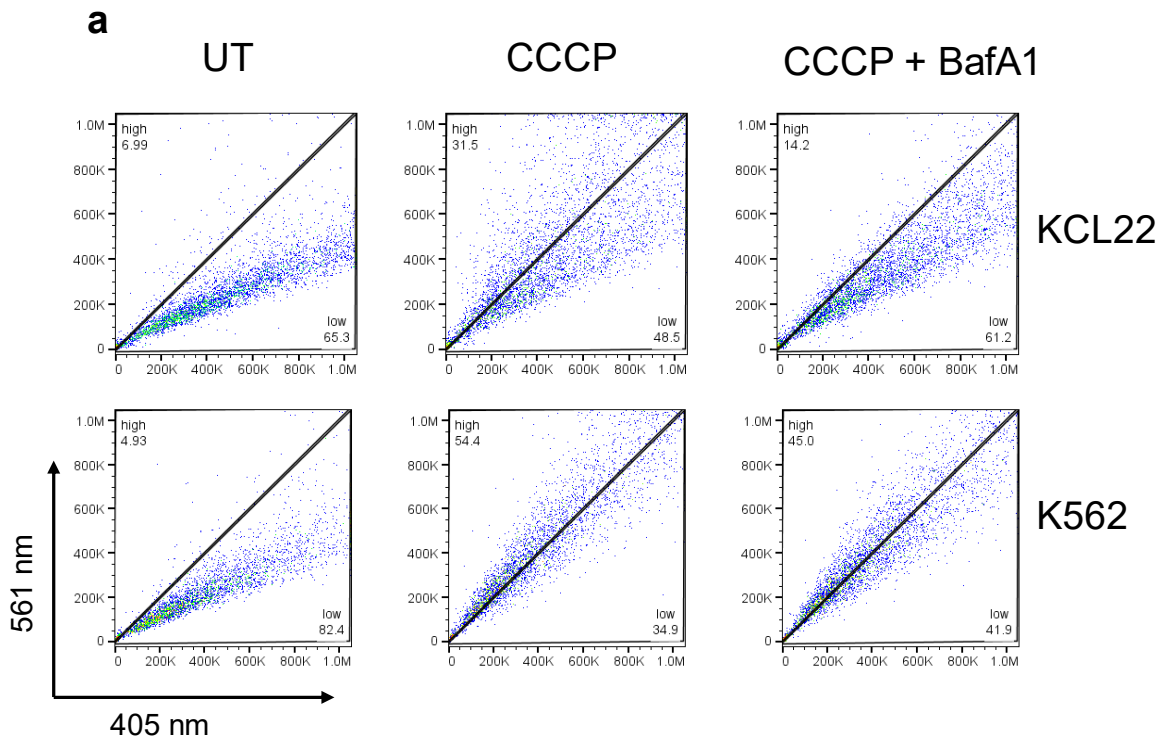 a
UT CCCP CCCP + BafA1
1.0M high 1.0M high 1.0M high
6.99 31.5 14.2
800K 800K 800K
600K 600K 600K KCL22
400K 400K 400K
200K 200K 200K
low low low
65.3 48.5 61.2
0 0 0
0 200K 400K 600K 800K 1.0M 0 200K 400K 600K 800K 1.0M 0 200K 400K 600K 800K 1.0M
1.0M high 1.0M high 1.0M high
4.93 54.4 45.0
800K 800K 800K
600K 600K 600K K562
400K 400K 400K
200K 200K 200K
low low low
82.4 34.9 41.9
0 0 0
0 200K 400K 600K 800K 1.0M 0 200K 400K 600K 800K 1.0M 0 200K 400K 600K 800K 1.0M
561 nm
405 nm